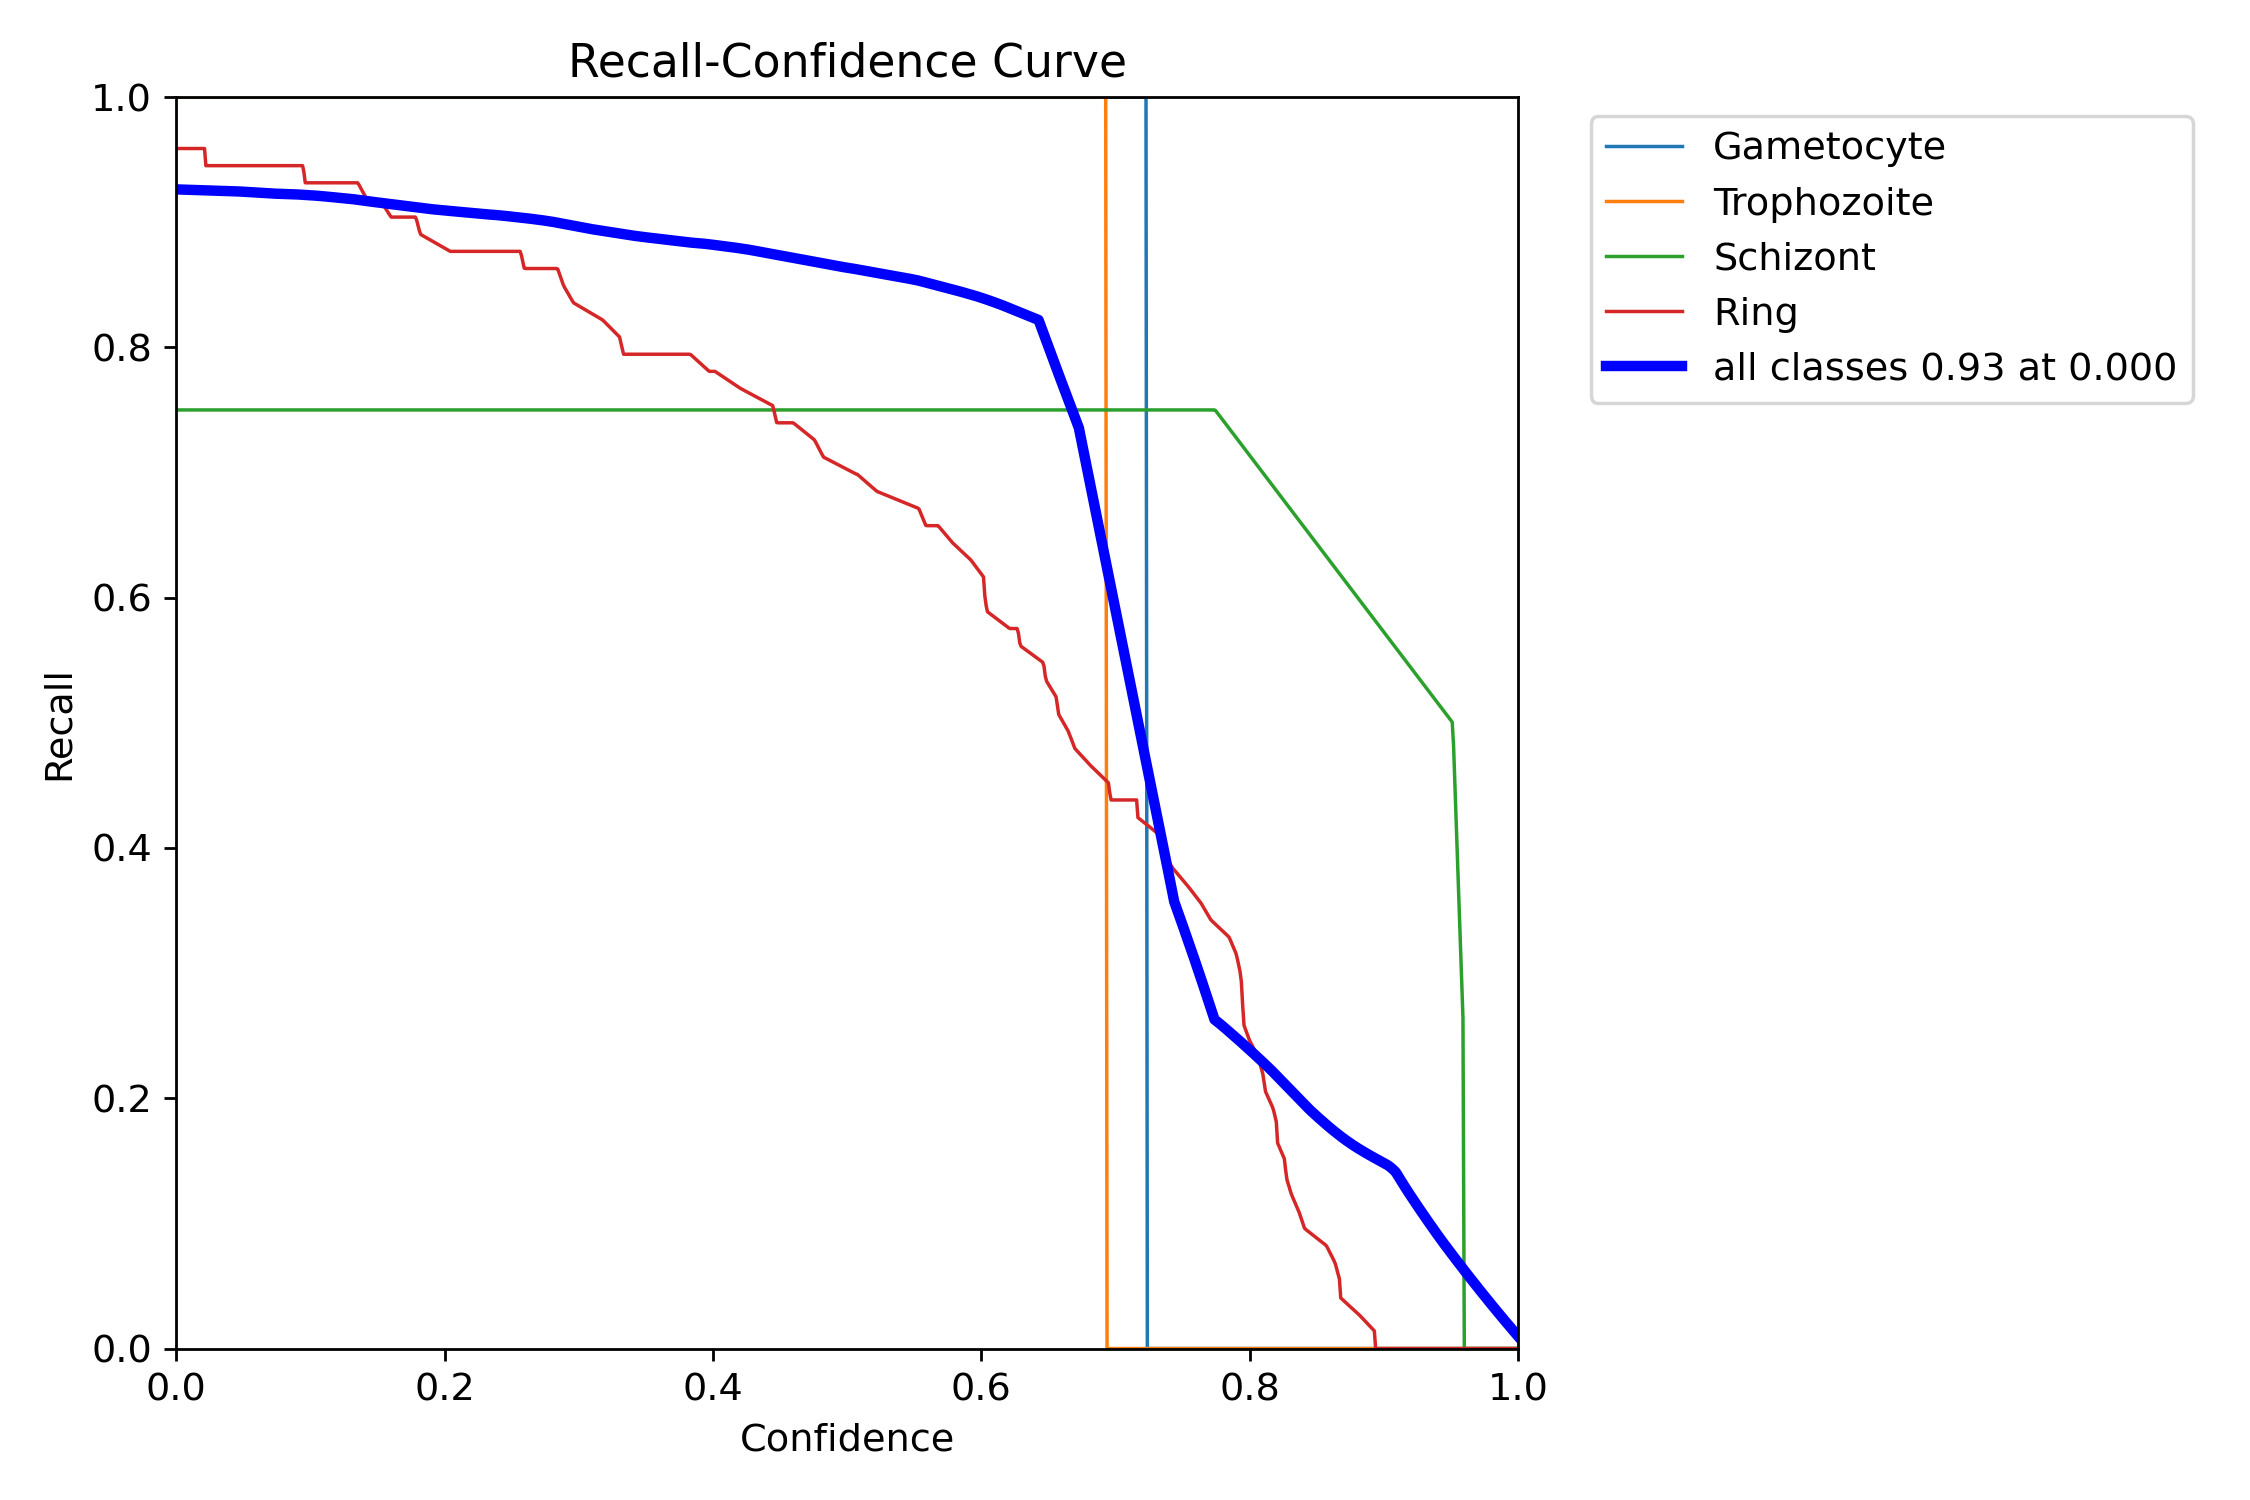 Recall-Confidence Curve
1.0
0.8
0.6
0.4
0.2
0.0
0.0 0.2 0.4 0.6 0.8 1.0
Recall
Confidence
Gametocyte
Trophozoite
Schizont
Ring
all classes 0.93 at 0.000